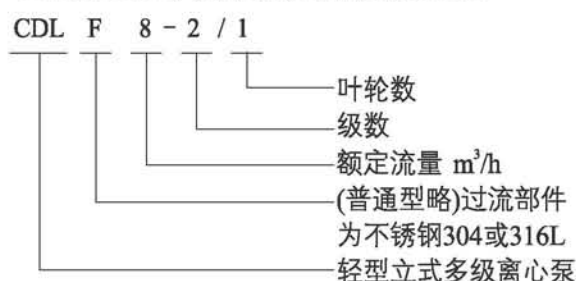 CDL F 8 - 2 / 1
叶轮数
级数
额定流量 m³/h
(普通型略)过流部件
为不锈钢304或316L
轻型立式多级离心泵